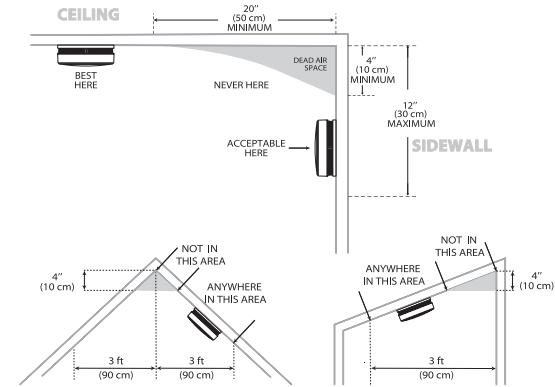 CEILING
20"
(50 cm)
MINIMUM
DEAD AIR
SPACE
4"
(10 cm)
MINIMUM
BEST
HERE
NEVER HERE
12"
(30 cm)
MAXIMUM
ACCEPTABLE
HERE
SIDEWALL
NOT IN
THIS AREA
4"
(10 cm)
ANYWHERE
IN THIS AREA
3 ft
(90 cm)
3 ft
(90 cm)
NOT IN
THIS AREA
ANYWHERE
IN THIS AREA
4"
(10 cm)
3 ft
(90 cm)